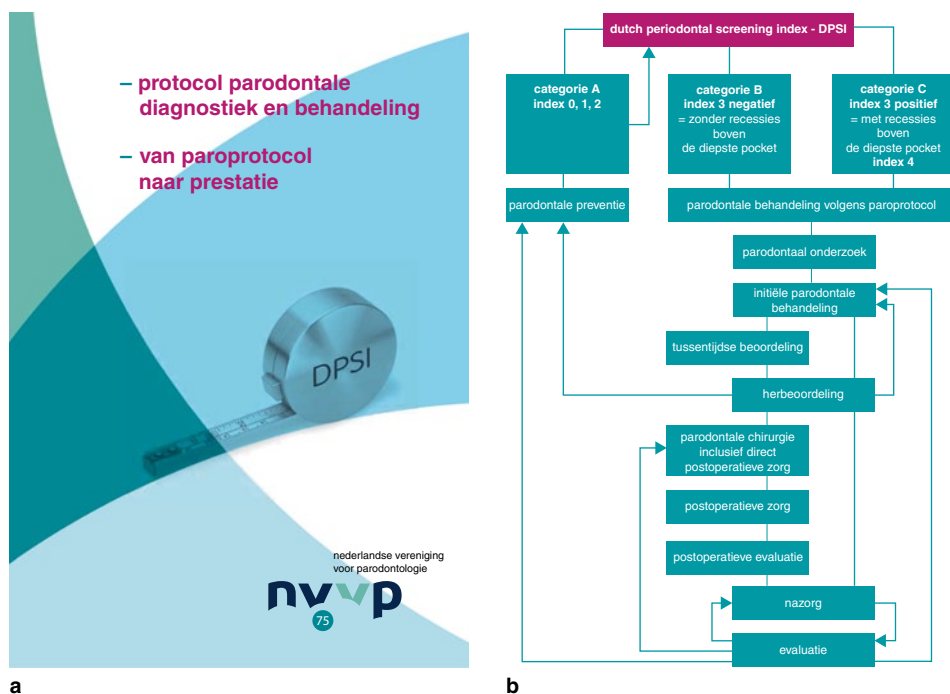 – protocol parodontale
diagnostiek en behandeling
– van paroprotocol
naar prestatie
DPSI
nederlandse vereniging
voor parodontologie
nvvp
75
a
dutch periodontal screening index - DPSI
categorie A
index 0, 1, 2
categorie B
index 3 negatief
= zonder recessies
boven
de diepste pocket
categorie C
index 3 positief
= met recessies
boven
de diepste pocket
index 4
parodontale preventie
parodontale behandeling volgens paroprotocol
parodontaal onderzoek
initiële parodontale
behandeling
tussentijdse beoordeling
herbeoordeling
parodontale chirurgie
inclusief direct
postoperatieve zorg
postoperatieve zorg
postoperatieve evaluatie
nazorg
evaluatie
b